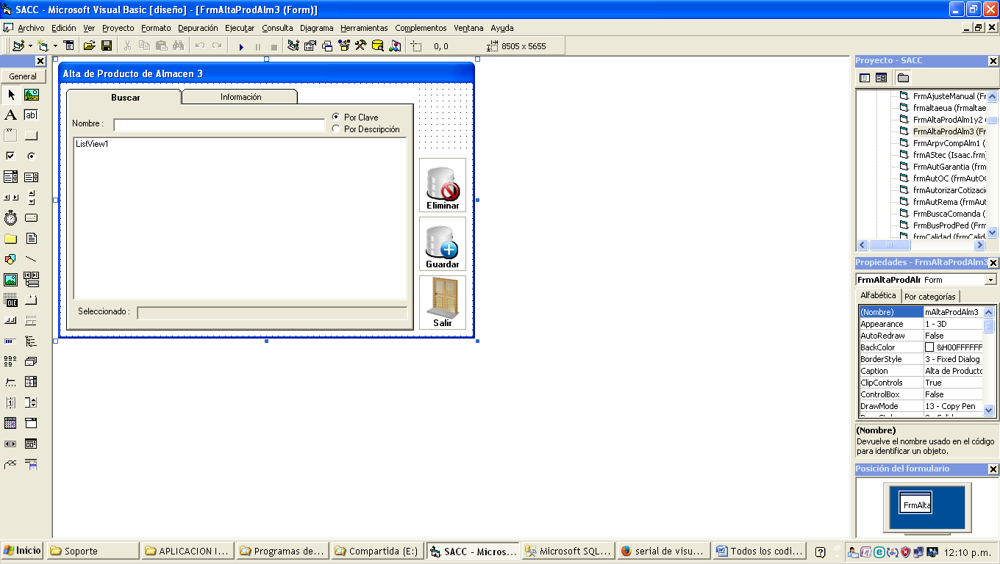 SACC - Microsoft Visual Basic [diseño] - [FrmAltaProdAlm3 (Form)]
Archivo Edición Ver Proyecto Formato Depuración Ejecutar Consulta Diagrama Herramientas Complementos Ventana Ayuda
0, 0 8505 x 5655
General
A
ab|
xy
OLE
Alta de Producto de Almacen 3
Buscar Información
Nombre :
Por Clave
Por Descripción
ListView1
Eliminar
Guardar
Salir
Seleccionado :
Proyecto - SACC
FrmAjusteManual (Fr
frmaltaeua (frmaltae
FrmAltaProdAlm1y2 (
FrmAltaProdAlm3 (Fr
FrmArpvCompAlm1 (
frmAStec (Isaac.frm)
FrmAutGarantia (frm
frmAutOC (frmAutOC
FrmAutorizarCotizacio
frmAutRema (frmAut
FrmBuscaComanda (
FrmBusProdPed (Frm
frmCalidad (frmCalid
Propiedades - FrmAltaProdAlm3
FrmAltaProdAlr Form
Alfabética Por categorías
(Nombre) mAltaProdAlm3
Appearance 1 - 3D
AutoRedraw False
BackColor &H00FFFFFF
BorderStyle 3 - Fixed Dialog
Caption Alta de Producto
ClipControls True
ControlBox False
DrawMode 13 - Copy Pen
(Nombre)
Devuelve el nombre usado en el código
para identificar un objeto.
Posición del formulario
FrmAlta
Inicio Soporte APLICACION I... Programas de... Compartida (E:) SACC - Micros... Microsoft SQL... serial de visu... Todos los codi... 12:10 p.m.